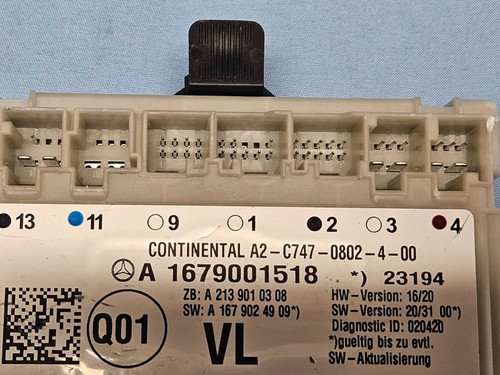 13 11 9 1 2 3 4
CONTINENTAL A2-C747-0802-4-00
A 1679001518 *) 23194
ZB: A 213 901 03 08
SW: A 167 902 49 09*)
HW-Version: 16/20
SW-Version: 20/31 00*)
Diagnostic ID: 020420
*)gueltig bis zu evtl.
SW-Aktualisierung
Q01
VL